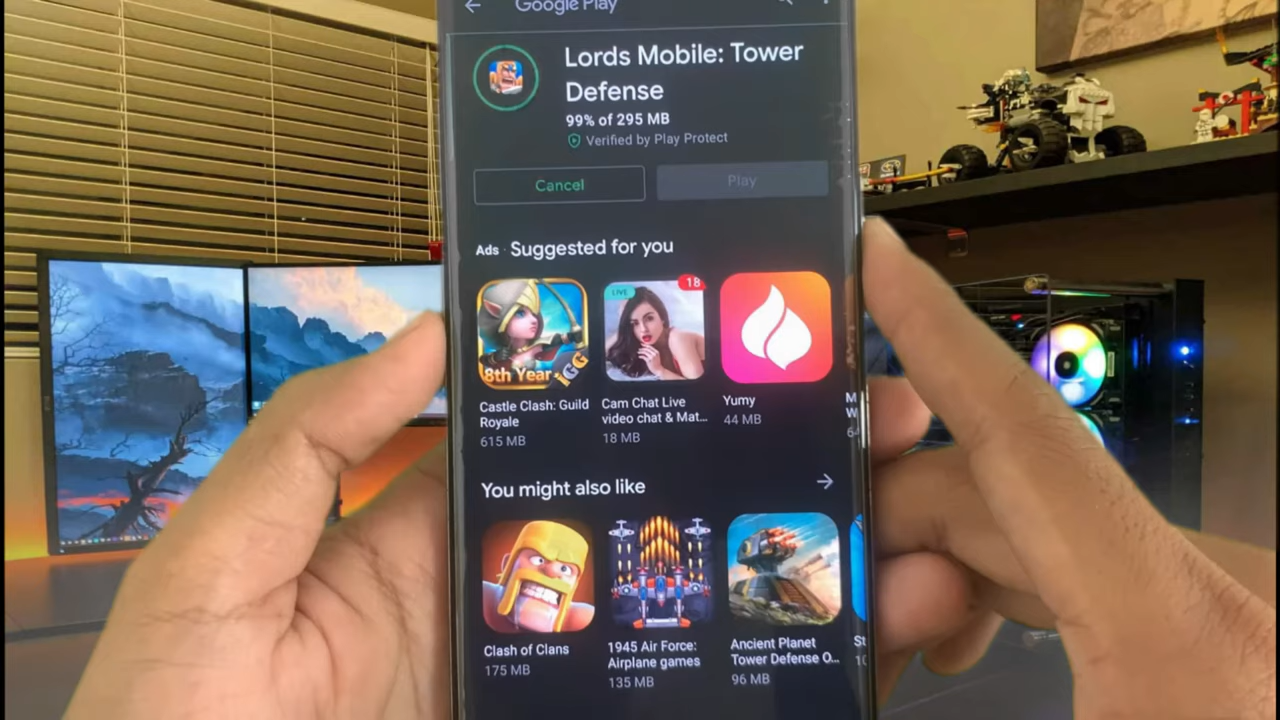 Google Play
Lords Mobile: Tower
Defense
99% of 295 MB
Verified by Play Protect
Cancel
Play
Ads · Suggested for you
LIVE
18
8th Year
IGG
Castle Clash: Guild
Royale
615 MB
Cam Chat Live
video chat & Mat...
18 MB
Yumy
44 MB
M
W
64
You might also like
Clash of Clans
175 MB
1945 Air Force:
Airplane games
135 MB
Ancient Planet
Tower Defense O...
96 MB
St